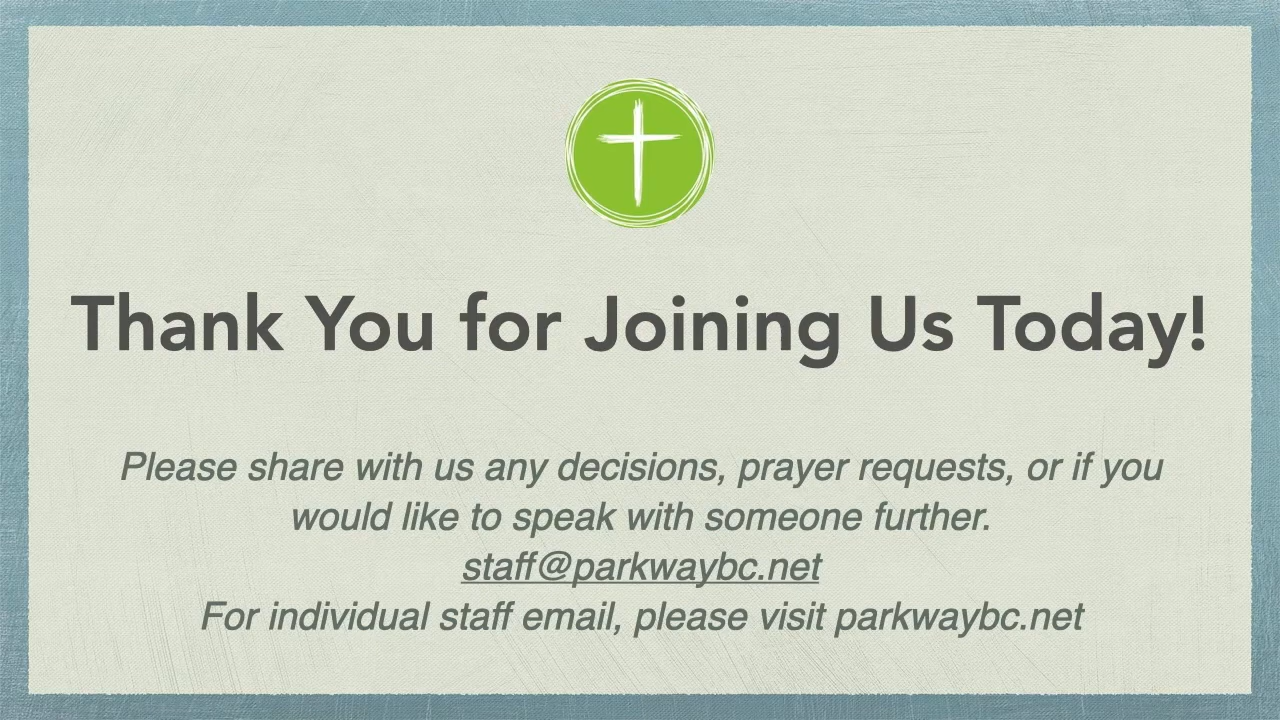 Thank You for Joining Us Today!
Please share with us any decisions, prayer requests, or if you
would like to speak with someone further.
staff@parkwaybc.net
For individual staff email, please visit parkwaybc.net